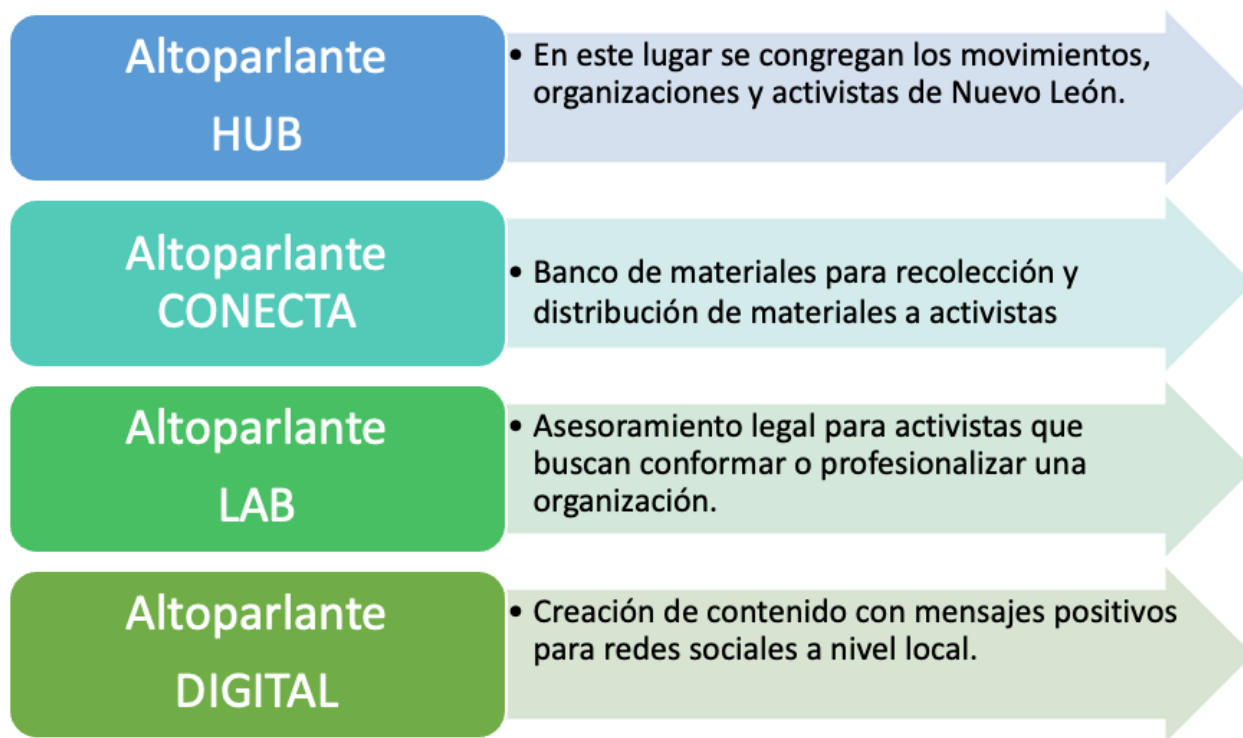 Altoparlante
HUB
• En este lugar se congregan los movimientos,
organizaciones y activistas de Nuevo León.
Altoparlante
CONECTA
• Banco de materiales para recolección y
distribución de materiales a activistas
Altoparlante
LAB
• Asesoramiento legal para activistas que
buscan conformar o profesionalizar una
organización.
Altoparlante
DIGITAL
• Creación de contenido con mensajes positivos
para redes sociales a nivel local.